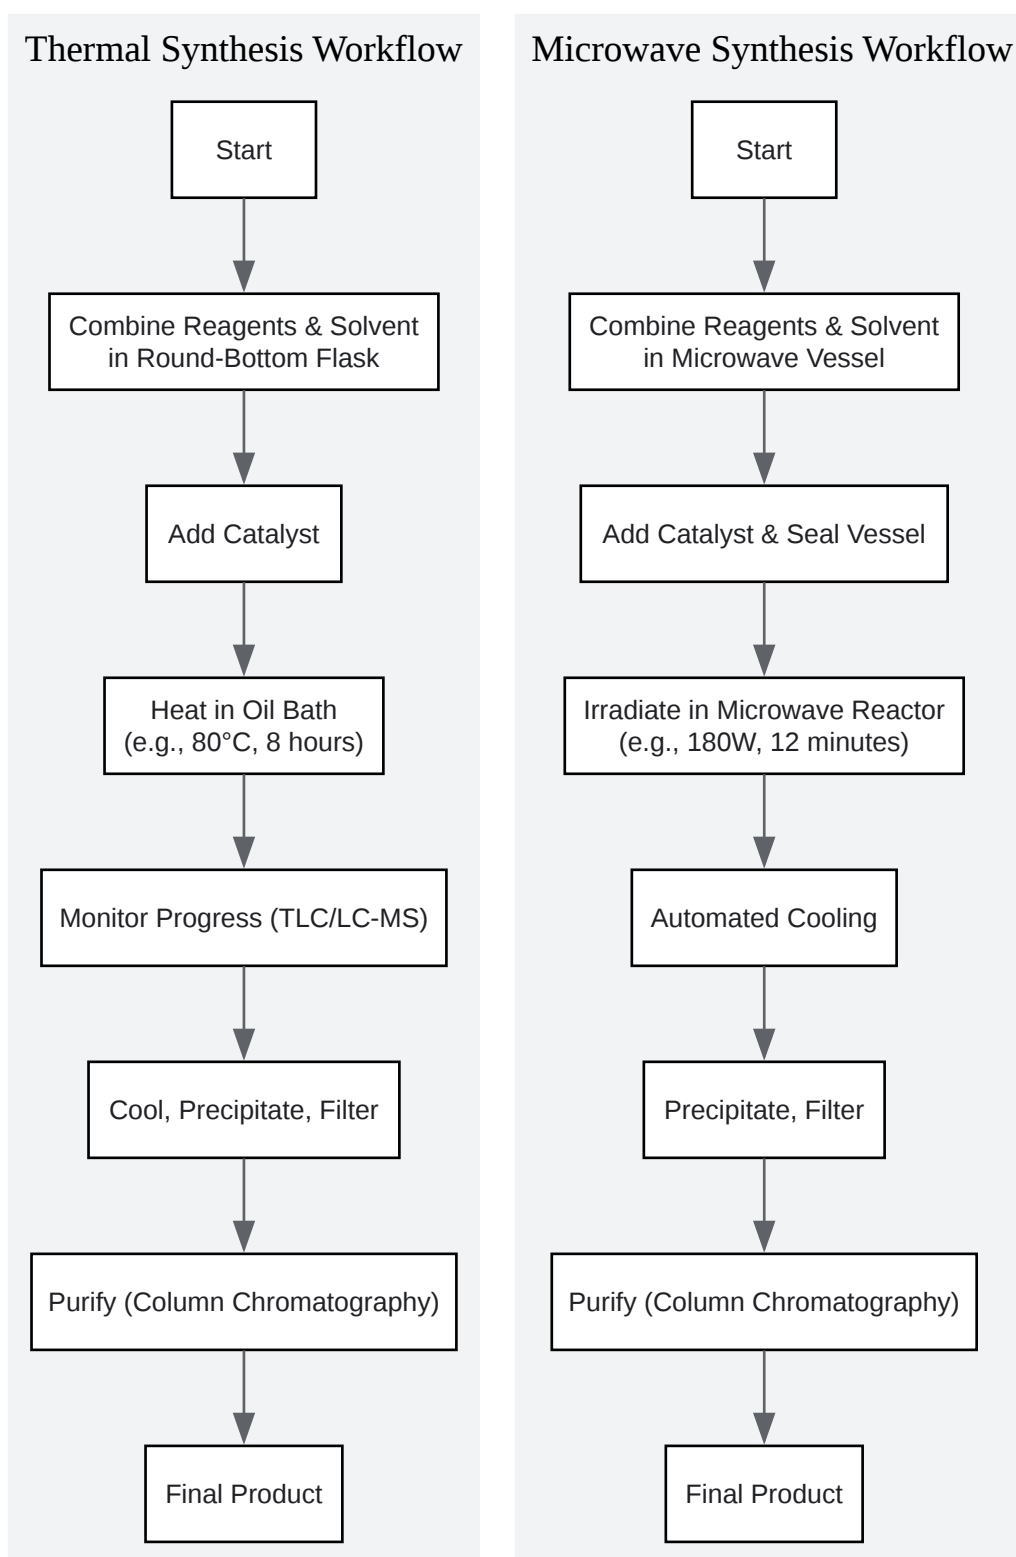 Thermal Synthesis Workflow
Start
Combine Reagents & Solvent
in Round-Bottom Flask
Add Catalyst
Heat in Oil Bath
(e.g., 80°C, 8 hours)
Monitor Progress (TLC/LC-MS)
Cool, Precipitate, Filter
Purify (Column Chromatography)
Final Product
Microwave Synthesis Workflow
Start
Combine Reagents & Solvent
in Microwave Vessel
Add Catalyst & Seal Vessel
Irradiate in Microwave Reactor
(e.g., 180W, 12 minutes)
Automated Cooling
Precipitate, Filter
Purify (Column Chromatography)
Final Product